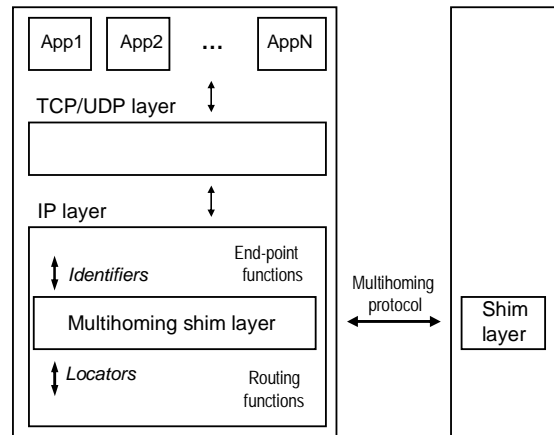 App1 App2 ... AppN
TCP/UDP layer
IP layer
End-point
functions
Identifiers
Multihoming shim layer
Locators
Routing
functions
Multihoming
protocol
Shim
layer